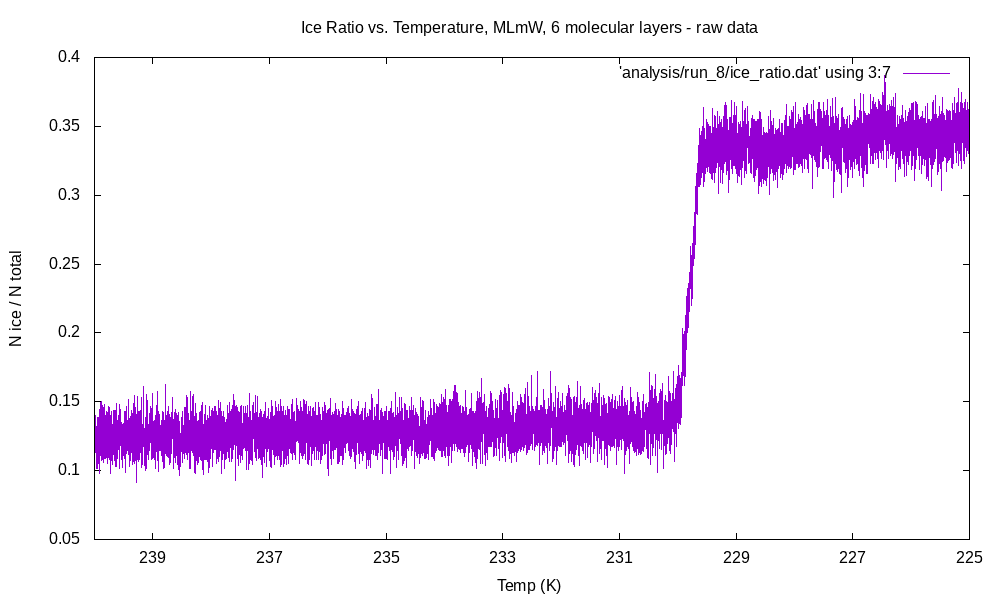 Ice Ratio vs. Temperature, MLmW, 6 molecular layers - raw data
'analysis/run_8/ice_ratio.dat' using 3:7
0.4
0.35
0.3
0.25
0.2
0.15
0.1
0.05
N ice / N total
239 237 235 233 231 229 227 225
Temp (K)